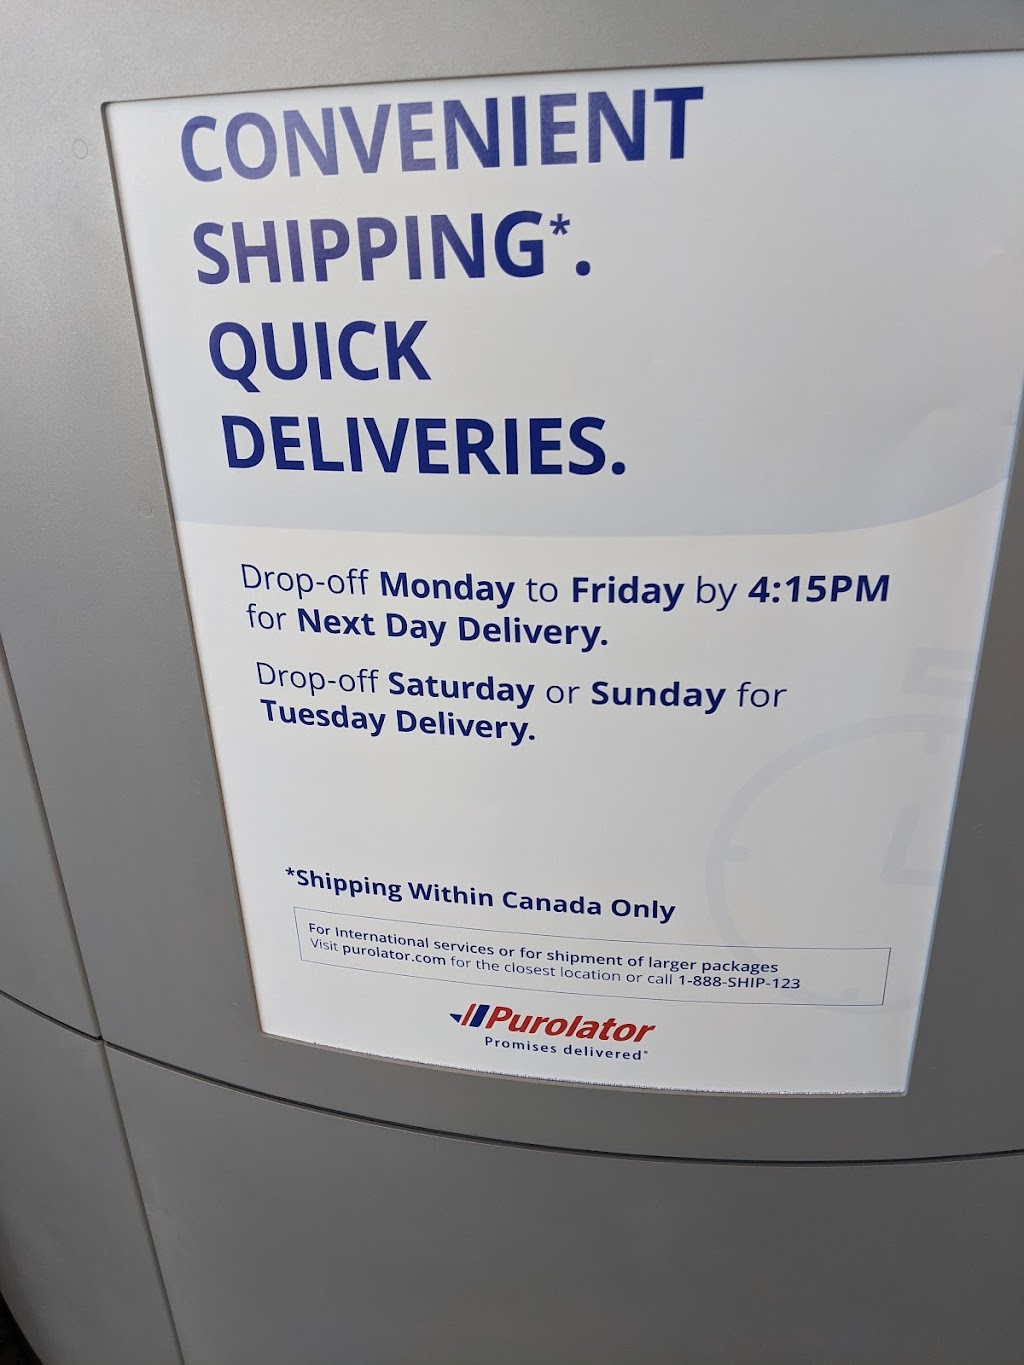 CONVENIENT
SHIPPING*.
QUICK
DELIVERIES.
Drop-off Monday to Friday by 4:15PM
for Next Day Delivery.
Drop-off Saturday or Sunday for
Tuesday Delivery.
*Shipping Within Canada Only
For International services or for shipment of larger packages
Visit purolator.com for the closest location or call 1-888-SHIP-123
Purolator
Promises delivered*